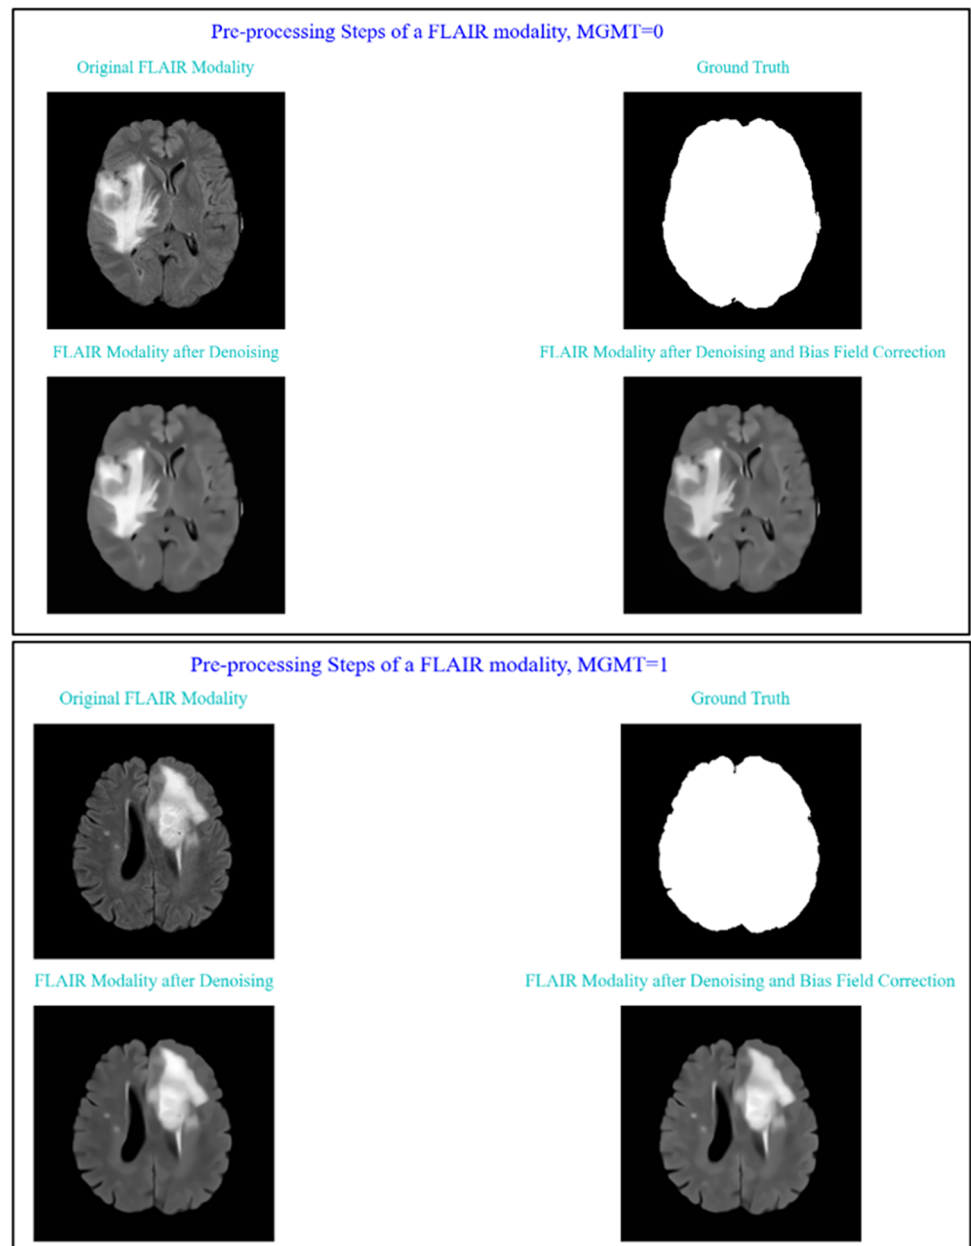 Pre-processing Steps of a FLAIR modality, MGMT=0
Original FLAIR Modality
Ground Truth
FLAIR Modality after Denoising
FLAIR Modality after Denoising and Bias Field Correction
Pre-processing Steps of a FLAIR modality, MGMT=1
Original FLAIR Modality
Ground Truth
FLAIR Modality after Denoising
FLAIR Modality after Denoising and Bias Field Correction